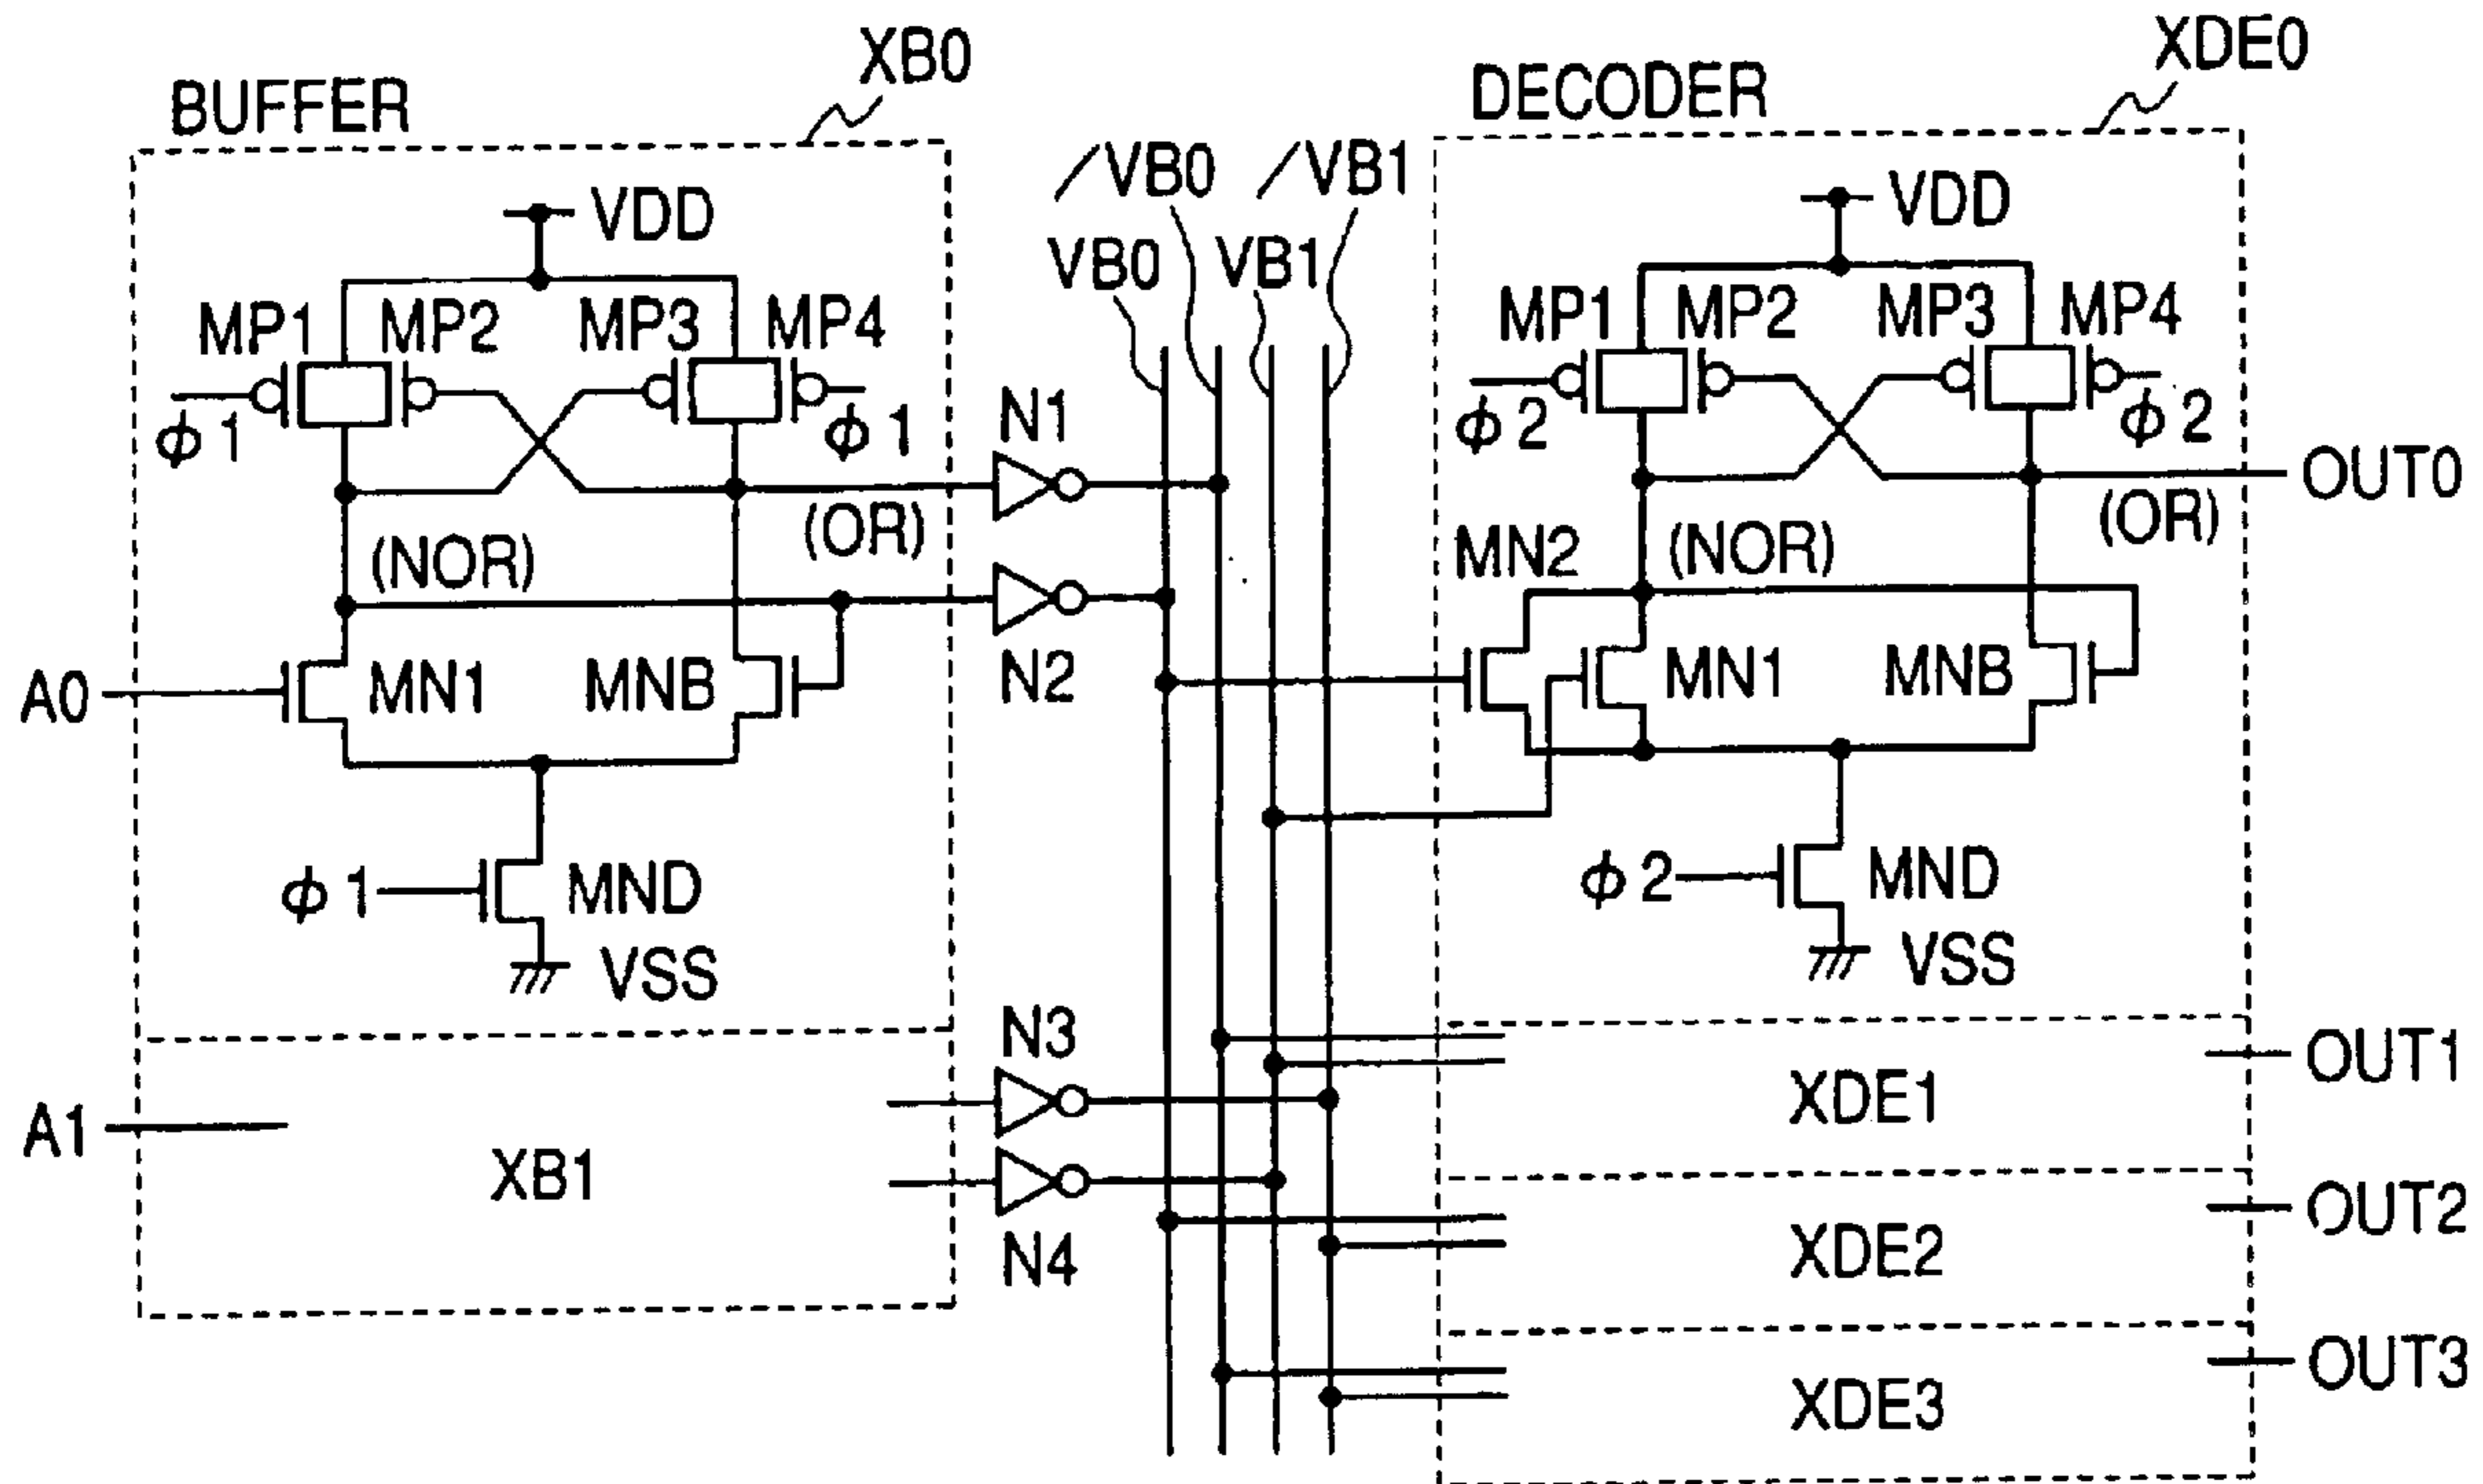 XB0
XDE0
BUFFER
DECODER
/VB0
/VB1
VDD
VDD
VB0
VB1
MP1
MP2
MP3
MP4
MP1
MP2
MP3
MP4
N1
φ1
φ1
φ2
φ2
OUT0
(OR)
(OR)
(NOR)
MN2
(NOR)
A0
MN1
MNB
N2
MN1
MNB
φ1
MND
φ2
MND
VSS
VSS
N3
OUT1
XDE1
A1
XB1
OUT2
N4
XDE2
OUT3
XDE3